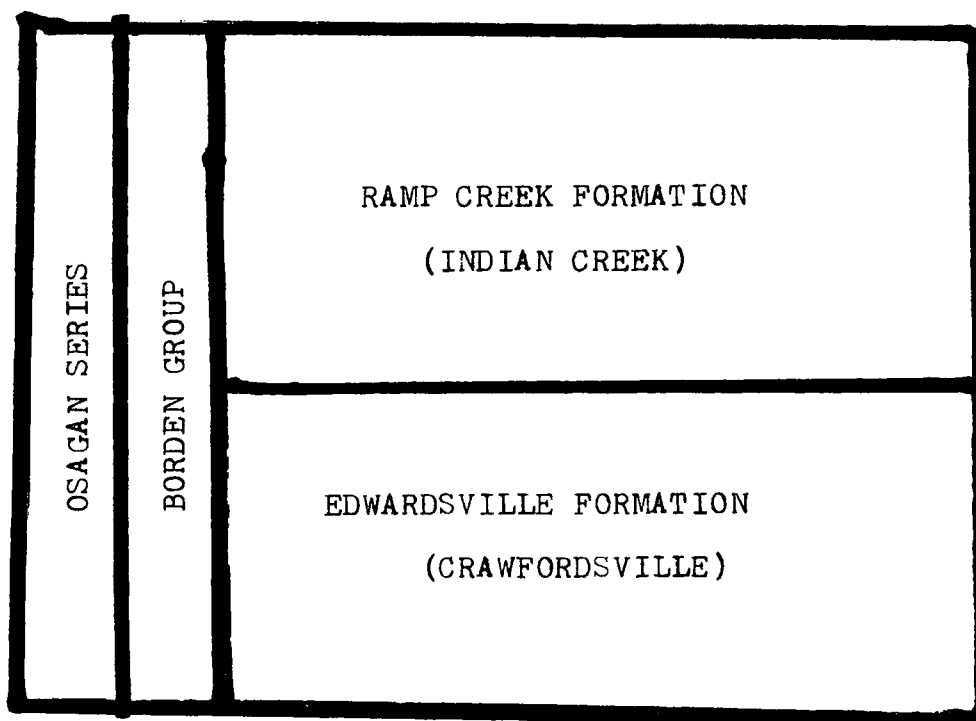 OSAGAN SERIES
BORDEN GROUP
RAMP CREEK FORMATION
(INDIAN CREEK)
EDWARDSVILLE FORMATION
(CRAWFORDSVILLE)